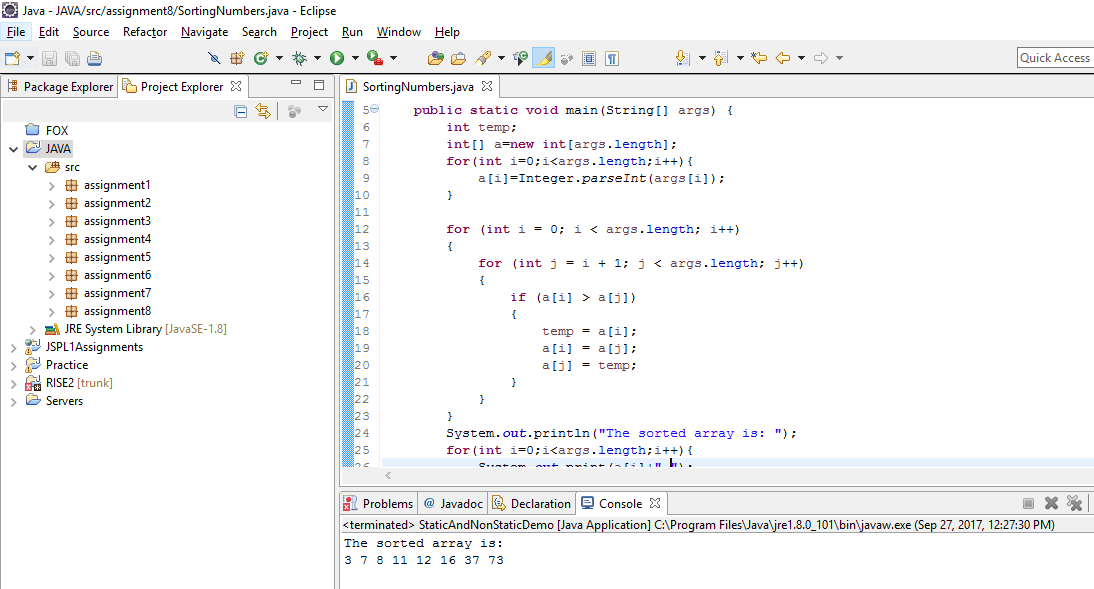 Java - JAVA/src/assignment8/SortingNumbers.java - Eclipse
File Edit Source Refactor Navigate Search Project Run Window Help
Quick Access
Package Explorer Project Explorer
FOX
JAVA
src
assignment1
assignment2
assignment3
assignment4
assignment5
assignment6
assignment7
assignment8
JRE System Library [JavaSE-1.8]
JSPL1Assignments
Practice
RISE2 [trunk]
Servers
SortingNumbers.java
5 public static void main(String[] args) {
6 int temp;
7 int[] a=new int[args.length];
8 for(int i=0;i<args.length;i++){
9 a[i]=Integer.parseInt(args[i]);
10 }
11
12 for (int i = 0; i < args.length; i++)
13 {
14 for (int j = i + 1; j < args.length; j++)
15 {
16 if (a[i] > a[j])
17 {
18 temp = a[i];
19 a[i] = a[j];
20 a[j] = temp;
21 }
22 }
23 }
24 System.out.println("The sorted array is: ");
25 for(int i=0;i<args.length;i++){
26 System.out.print(a[i]+" ");
Problems @ Javadoc Declaration Console
<terminated> StaticAndNonStaticDemo [Java Application] C:\Program Files\Java\jre1.8.0_101\bin\javaw.exe (Sep 27, 2017, 12:27:30 PM)
The sorted array is:
3 7 8 11 12 16 37 73